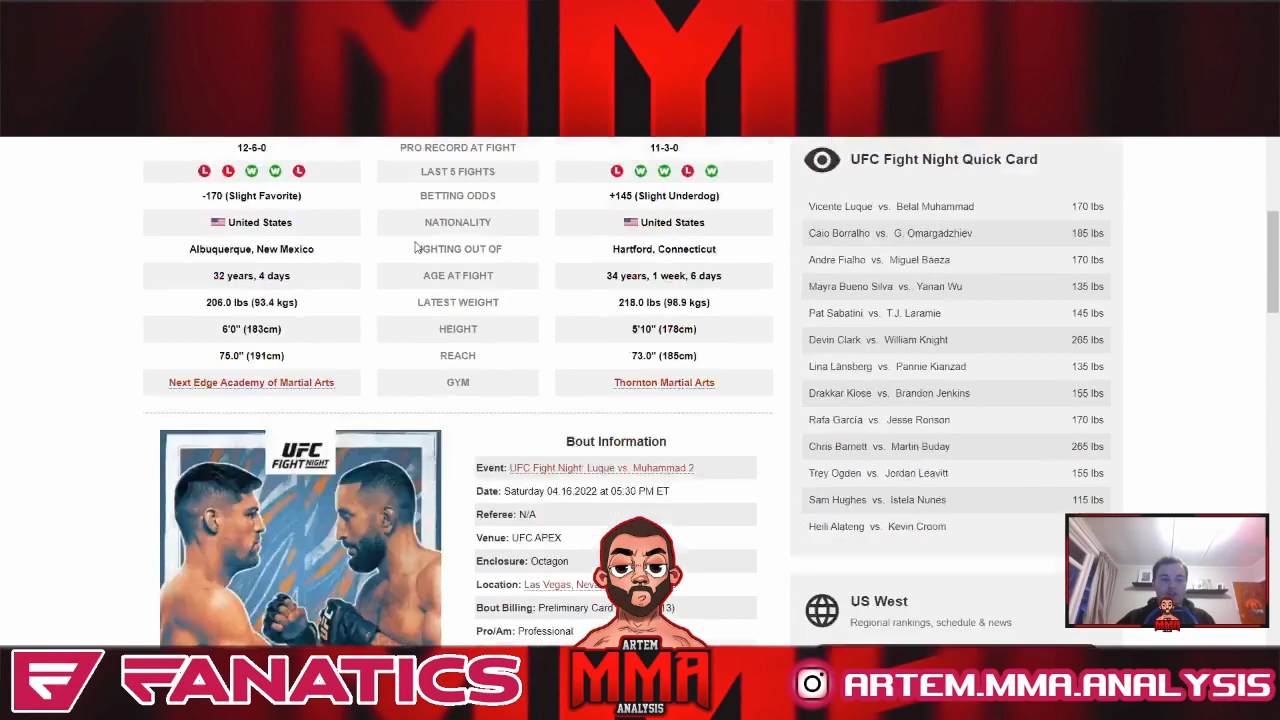 MMA
12-6-0 PRO RECORD AT FIGHT 11-3-0
L L W W L LAST 5 FIGHTS L W W L W
-170 (Slight Favorite) BETTING ODDS +145 (Slight Underdog)
United States NATIONALITY United States
Albuquerque, New Mexico FIGHTING OUT OF Hartford, Connecticut
32 years, 4 days AGE AT FIGHT 34 years, 1 week, 6 days
206.0 lbs (93.4 kgs) LATEST WEIGHT 218.0 lbs (98.9 kgs)
6'0" (183cm) HEIGHT 5'10" (178cm)
75.0" (191cm) REACH 73.0" (185cm)
Next Edge Academy of Martial Arts GYM Thornton Martial Arts
UFC
FIGHT NIGHT
UFC
Bout Information
Event: UFC Fight Night: Luque vs. Muhammad 2
Date: Saturday 04.16.2022 at 05:30 PM ET
Referee: N/A
Venue: UFC APEX
Enclosure: Octagon
Location: Las Vegas,
Bout Billing: Preliminary Card 13)
Pro/Am: Professional
UFC Fight Night Quick Card
Vicente Luque vs. Belal Muhammad 170 lbs
Caio Borralho vs. G. Omargadzhiev 185 lbs
Andre Fialho vs. Miguel Baeza 170 lbs
Mayra Bueno Silva vs. Yanan Wu 135 lbs
Pat Sabatini vs. T.J. Laramie 145 lbs
Devin Clark vs. William Knight 265 lbs
Lina Länsberg vs. Pannie Kianzad 135 lbs
Drakkar Klose vs. Brandon Jenkins 155 lbs
Rafa García vs. Jesse Ronson 170 lbs
Chris Barnett vs. Martin Buday 265 lbs
Trey Ogden vs. Jordan Leavitt 155 lbs
Sam Hughes vs. Istela Nunes 115 lbs
Heili Alateng vs. Kevin Croom
US West
Regional rankings, schedule & news
MMA
FANATICS
ARTEM
MMA
ANALYSIS
ARTEM.MMA.ANALYSIS